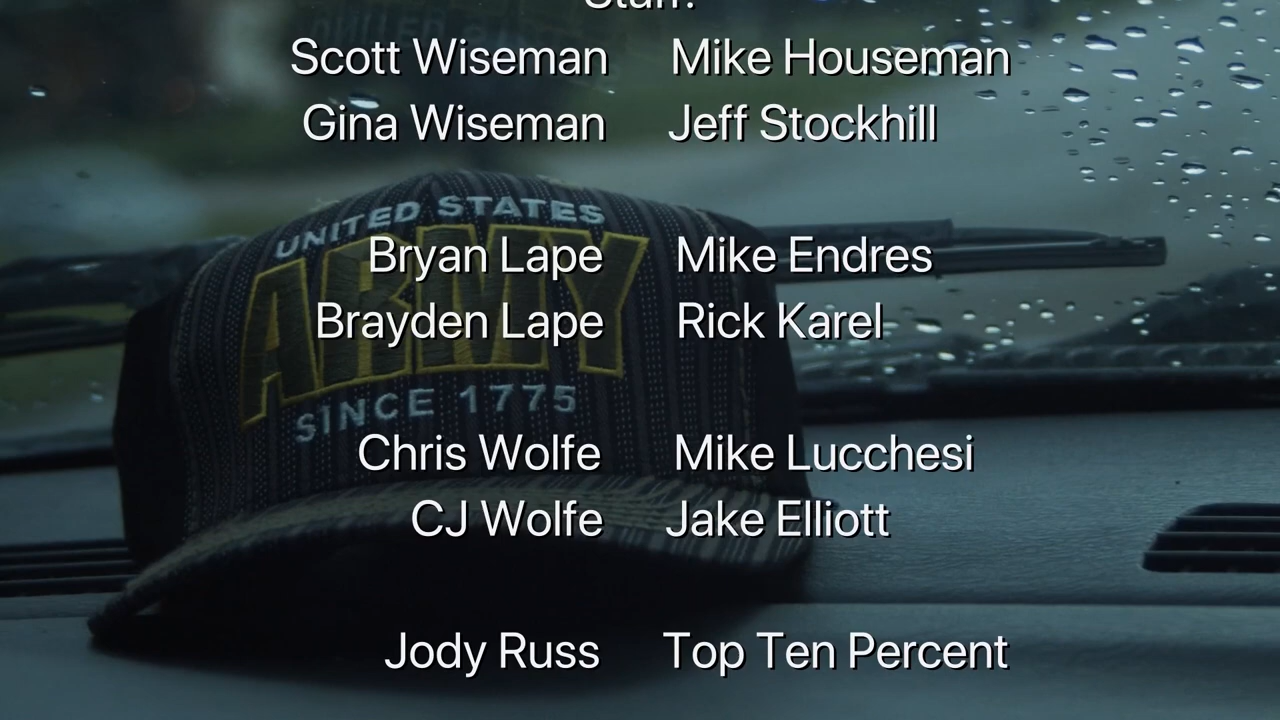 Staff:
Scott Wiseman Mike Houseman
Gina Wiseman Jeff Stockhill
UNITED STATES
ARMY
SINCE 1775
Bryan Lape Mike Endres
Brayden Lape Rick Karel
Chris Wolfe Mike Lucchesi
CJ Wolfe Jake Elliott
Jody Russ Top Ten Percent